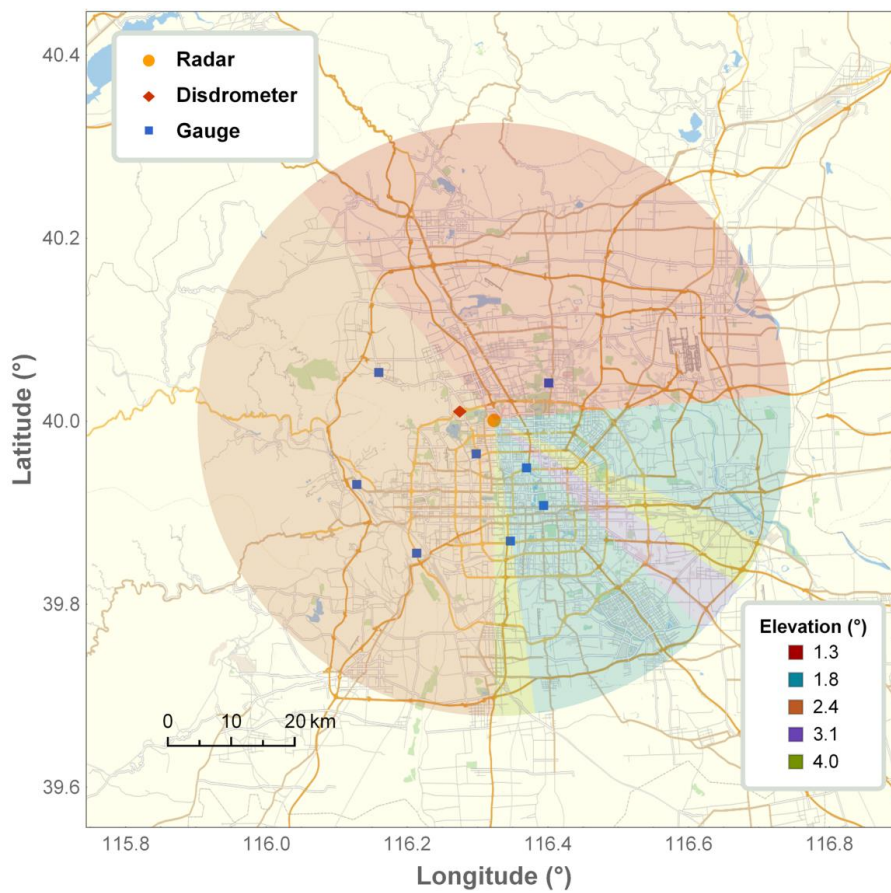 40.4
40.2
40.0
39.8
39.6
Latitude (°)
Radar
Disdrometer
Gauge
0 10 20 km
Elevation (°)
1.3
1.8
2.4
3.1
4.0
115.8 116.0 116.2 116.4 116.6 116.8
Longitude (°)